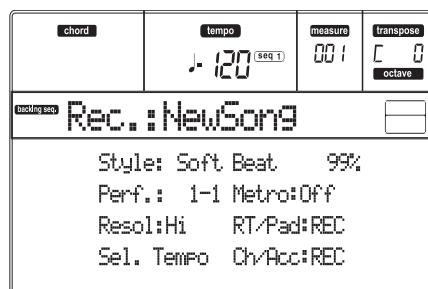 chord tempo measure transpose
♩- 120 seq 1 001 C 0
octave
backing seq. Rec.:NewSong
Style: Soft Beat 99%
Perf.: 1-1 Metro:Off
Resol:Hi RT/Pad:REC
Sel. Tempo Ch/Acc:REC